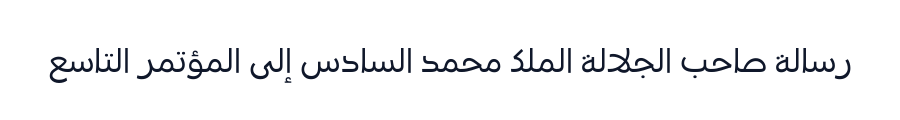 رسالة صاحب الجلالة الملك محمد السادس إلى المؤتمر التاسع